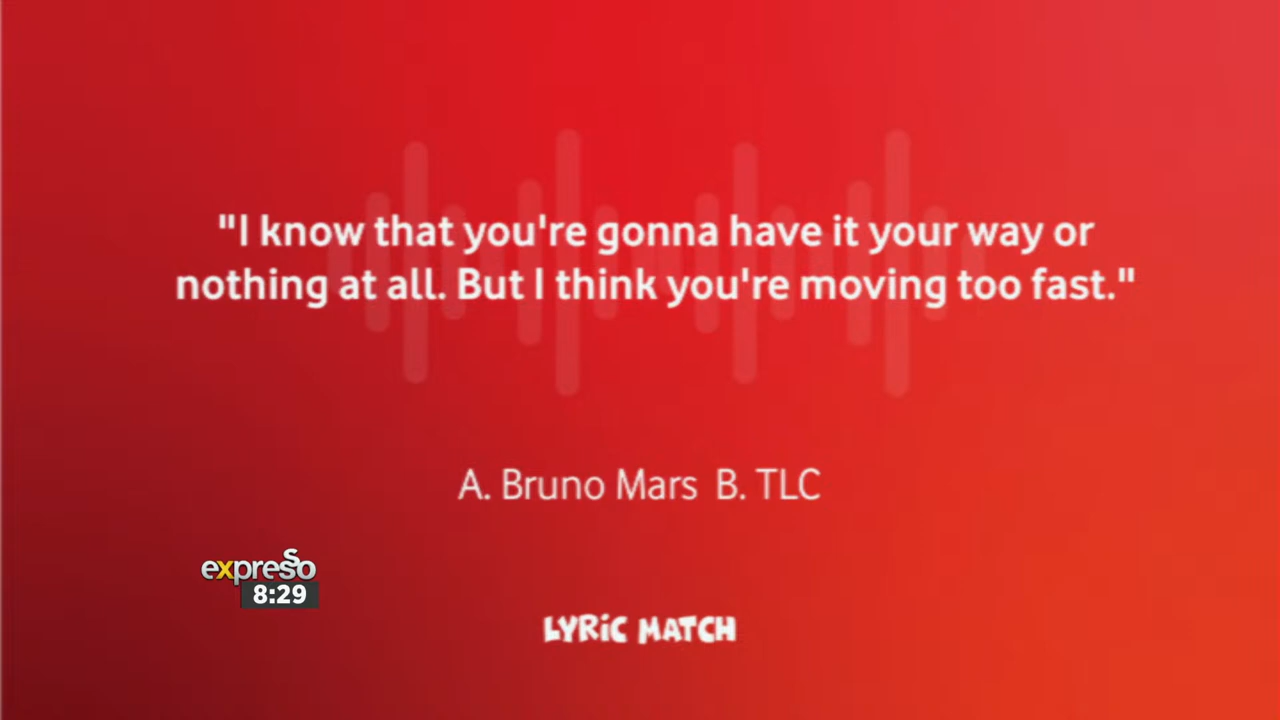 "I know that you're gonna have it your way or
nothing at all. But I think you're moving too fast."
A. Bruno Mars  B. TLC
expresso
8:29
LYRiC MATCH